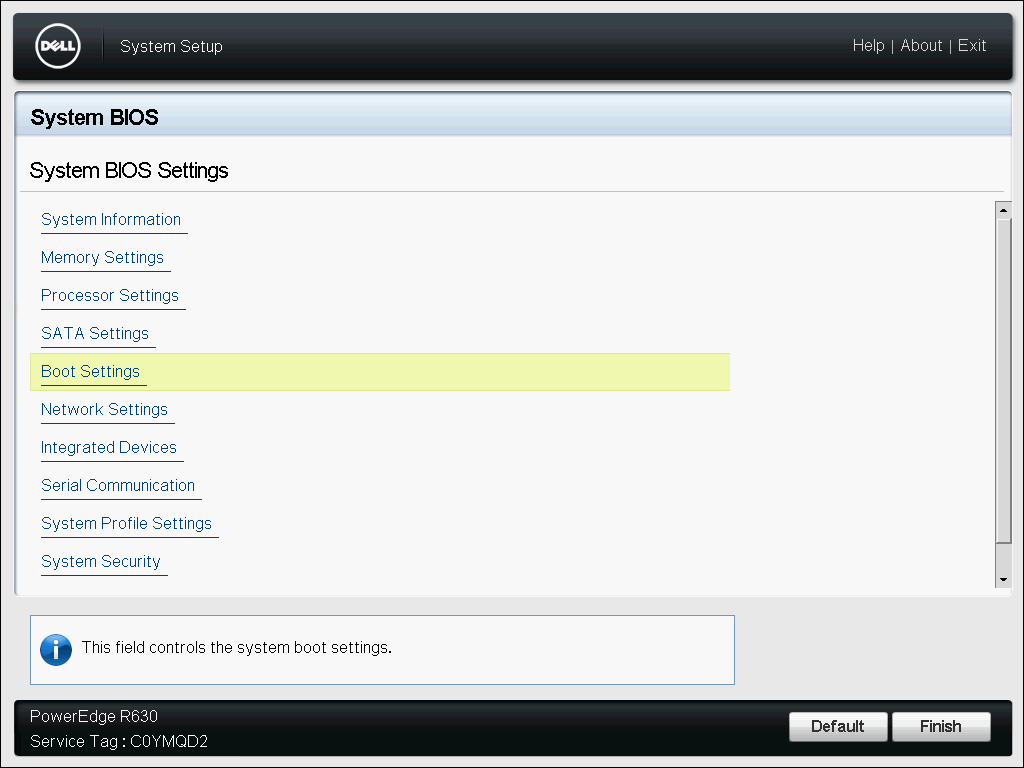 DELL
System Setup
Help | About | Exit
System BIOS
System BIOS Settings
System Information
Memory Settings
Processor Settings
SATA Settings
Boot Settings
Network Settings
Integrated Devices
Serial Communication
System Profile Settings
System Security
This field controls the system boot settings.
PowerEdge R630
Service Tag : C0YMQD2
Default
Finish